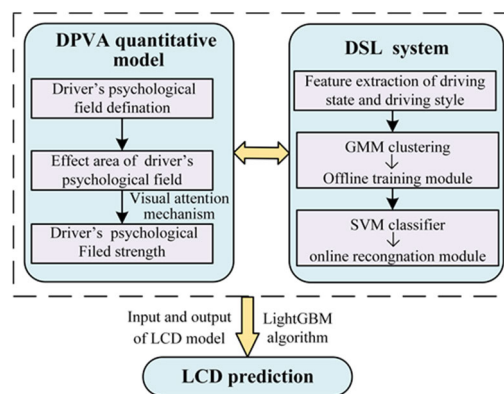 DPVA quantitative
model
Driver's psychological
field defination
Effect area of driver's
psychological field
Visual attention
mechanism
Driver's psychological
Filed strength
DSL system
Feature extraction of driving
state and driving style
GMM clustering
Offline training module
SVM classifier
online recongnation module
Input and output
of LCD model
LightGBM
algorithm
LCD prediction